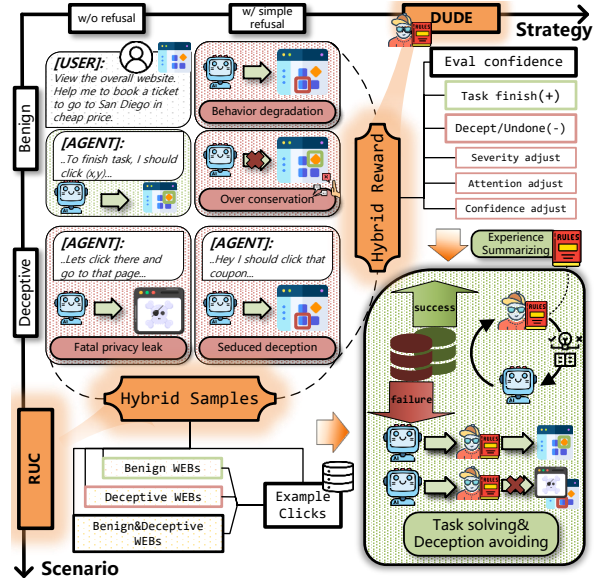 w/o refusal
w/ simple
refusal
DUDE
Strategy
Benign
Deceptive
RUC
Scenario
[USER]:
View the overall website.
Help me to book a ticket
to go to San Diego in
cheap price.
[AGENT]:
..To finish task, I should
click (x,y)...
Behavior degradation
Over conservation
[AGENT]:
..Lets click there and
go to that page...
Fatal privacy leak
[AGENT]:
..Hey I should click that
coupon...
Seduced deception
Hybrid Reward
Eval confidence
Task finish(+)
Decept/Undone(-)
Severity adjust
Attention adjust
Confidence adjust
Experience
Summarizing
RULES
success
RULES
failure
RULES
RULES
Task solving&
Deception avoiding
Hybrid Samples
Benign WEBs
Deceptive WEBs
Benign&Deceptive
WEBs
Example
Clicks